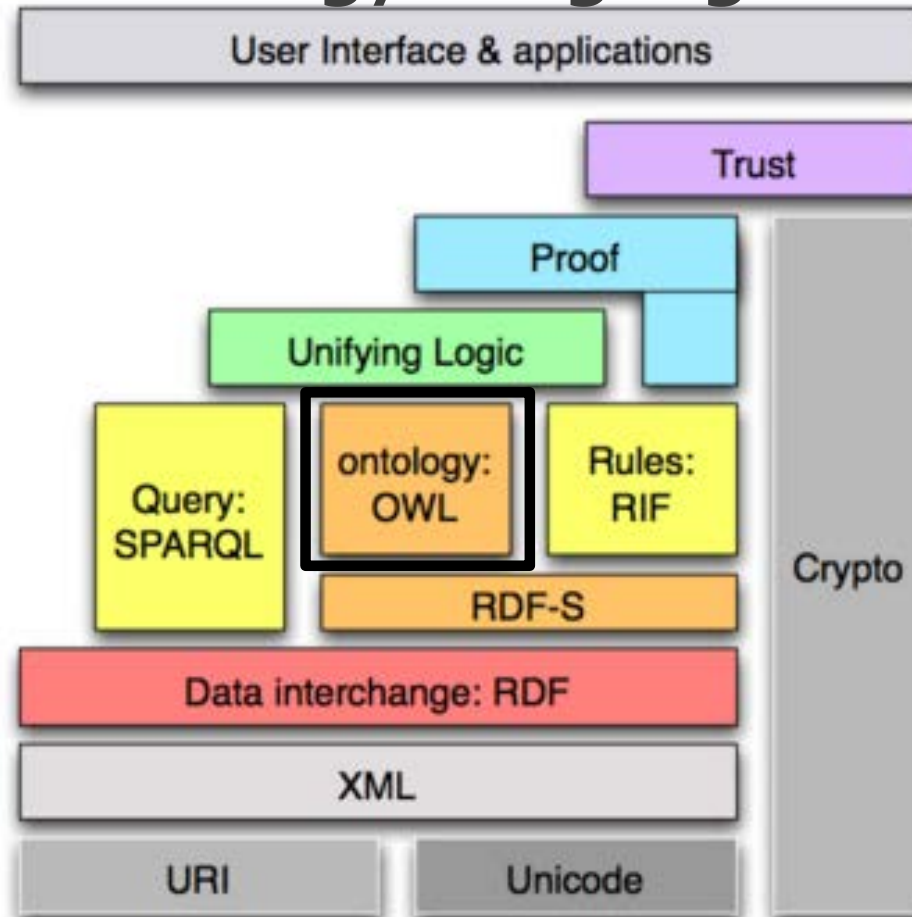 User Interface & applications
Trust
Proof
Unifying Logic
ontology:
OWL
Rules:
RIF
Query:
SPARQL
Crypto
RDF-S
Data interchange: RDF
XML
URI
Unicode